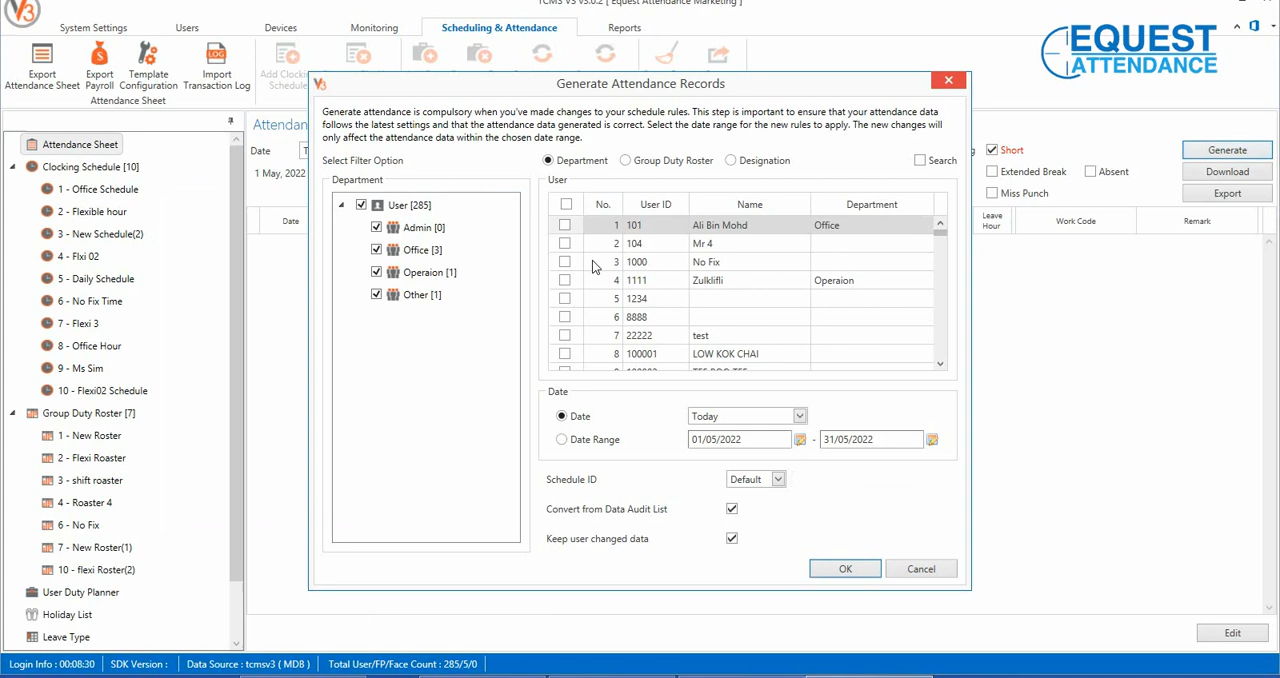 V3
TCMS V3 v3.0.2 [ Equest Attendance Marketing ]
System Settings Users Devices Monitoring Scheduling & Attendance Reports
Export Attendance Sheet
Export Payroll
Template Configuration
Import Transaction Log
Add Clocking Schedule
Attendance Sheet
EQUEST
ATTENDANCE
Attendance Sheet
Clocking Schedule [10]
1 - Office Schedule
2 - Flexible hour
3 - New Schedule(2)
4 - Flxi 02
5 - Daily Schedule
6 - No Fix Time
7 - Flexi 3
8 - Office Hour
9 - Ms Sim
10 - Flexi02 Schedule
Group Duty Roster [7]
1 - New Roster
2 - Flexi Roaster
3 - shift roaster
4 - Roaster 4
6 - No Fix
7 - New Roster(1)
10 - flexi Roster(2)
User Duty Planner
Holiday List
Leave Type
Attendan
Date T
1 May, 2022
Date
Generate Attendance Records
Generate attendance is compulsory when you've made changes to your schedule rules. This step is important to ensure that your attendance data
follows the latest settings and that the attendance data generated is correct. Select the date range for the new rules to apply. The new changes will
only affect the attendance data within the chosen date range.
Select Filter Option Department Group Duty Roster Designation Search
Department
User [285]
Admin [0]
Office [3]
Operaion [1]
Other [1]
User
No. User ID Name Department
1 101 Ali Bin Mohd Office
2 104 Mr 4
3 1000 No Fix
4 1111 Zulklifli Operaion
5 1234
6 8888
7 22222 test
8 100001 LOW KOK CHAI
Date
Date Today
Date Range 01/05/2022 - 31/05/2022
Schedule ID Default
Convert from Data Audit List
Keep user changed data
OK Cancel
g Short Generate
Extended Break Absent Download
Miss Punch Export
Leave Hour Work Code Remark
Edit
Login Info : 00:08:30 SDK Version : Data Source : tcmsv3 ( MDB ) Total User/FP/Face Count : 285/5/0